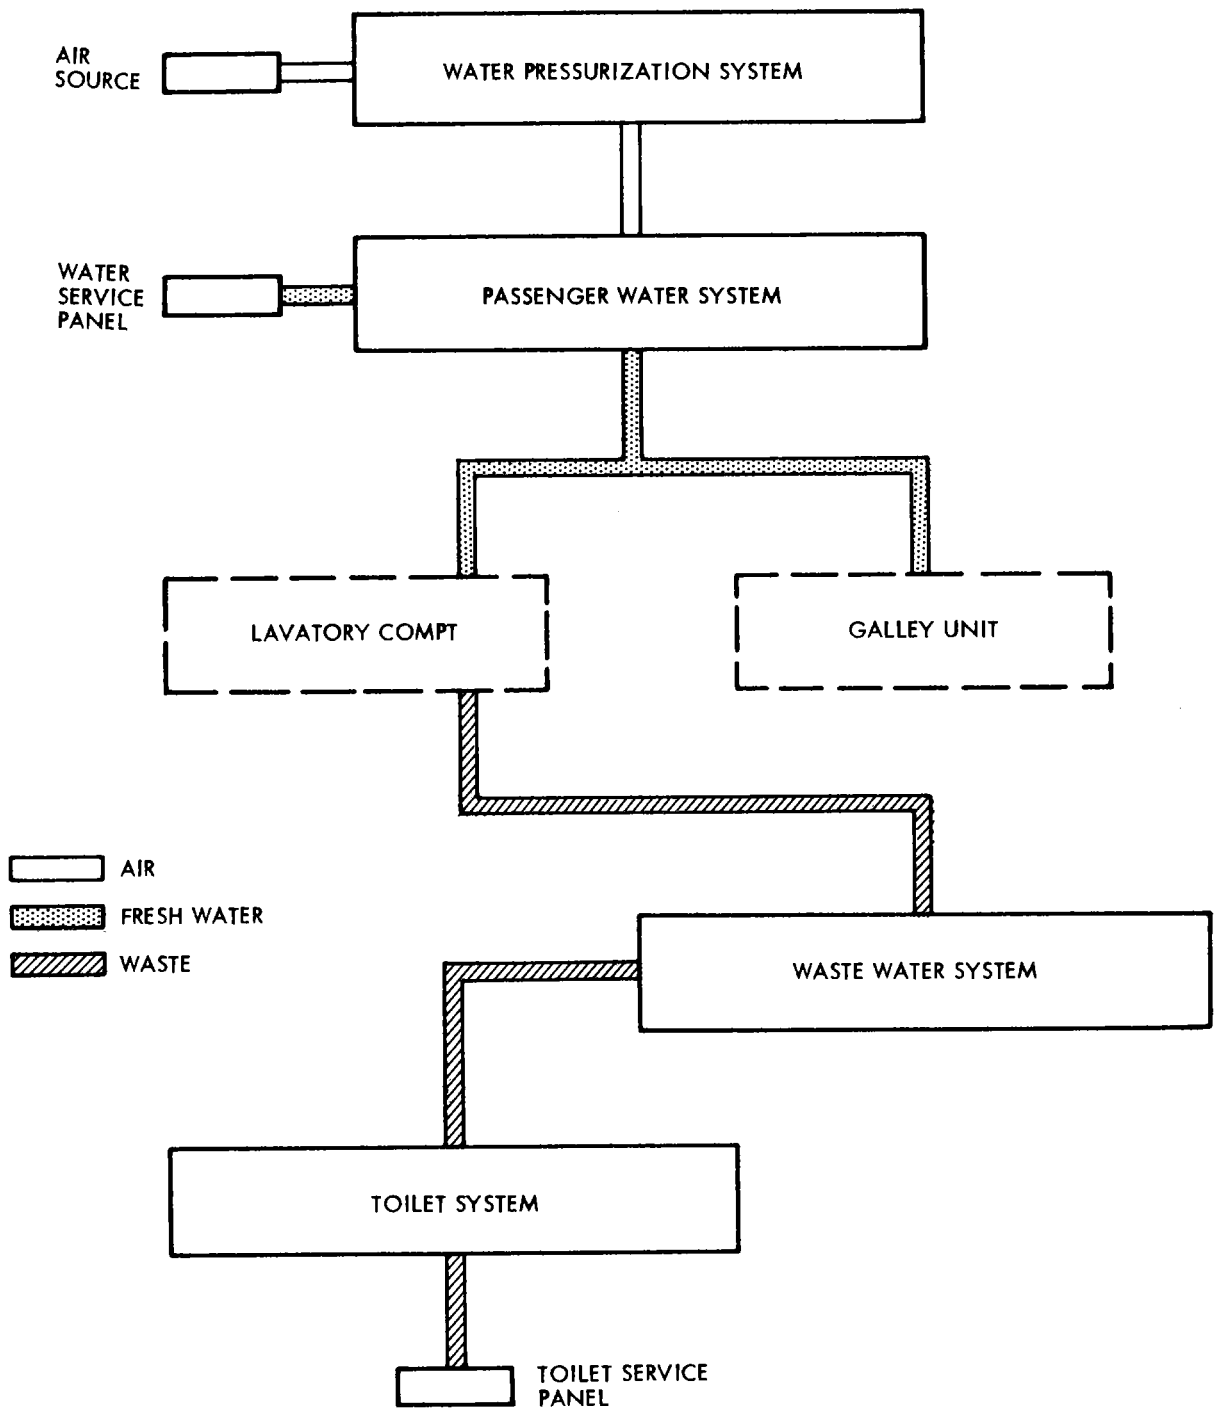 AIR
SOURCE
WATER PRESSURIZATION SYSTEM
WATER
SERVICE
PANEL
PASSENGER WATER SYSTEM
LAVATORY COMPT
GALLEY UNIT
AIR
FRESH WATER
WASTE
WASTE WATER SYSTEM
TOILET SYSTEM
TOILET SERVICE
PANEL